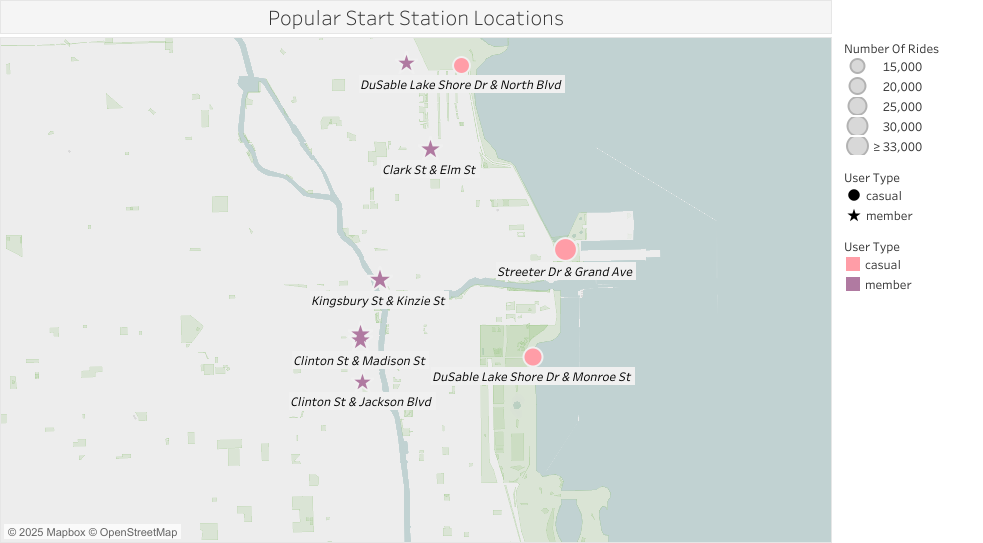 Popular Start Station Locations
DuSable Lake Shore Dr & North Blvd
Clark St & Elm St
Streeter Dr & Grand Ave
Kingsbury St & Kinzie St
Clinton St & Madison St
DuSable Lake Shore Dr & Monroe St
Clinton St & Jackson Blvd
© 2025 Mapbox © OpenStreetMap
Number Of Rides
15,000
20,000
25,000
30,000
≥ 33,000
User Type
casual
member
User Type
casual
member